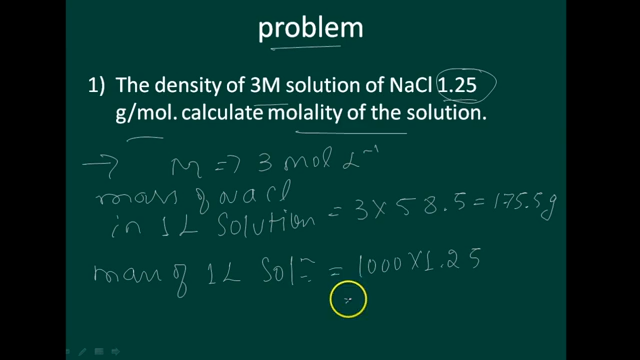 problem
1) The density of 3M solution of NaCl 1.25
g/mol. calculate molality of the solution.
→ M => 3 mol L⁻¹
mass of NaCl
in 1L Solution = 3 × 58.5 = 175.5g
mass of 1L Solⁿ = 1000 × 1.25